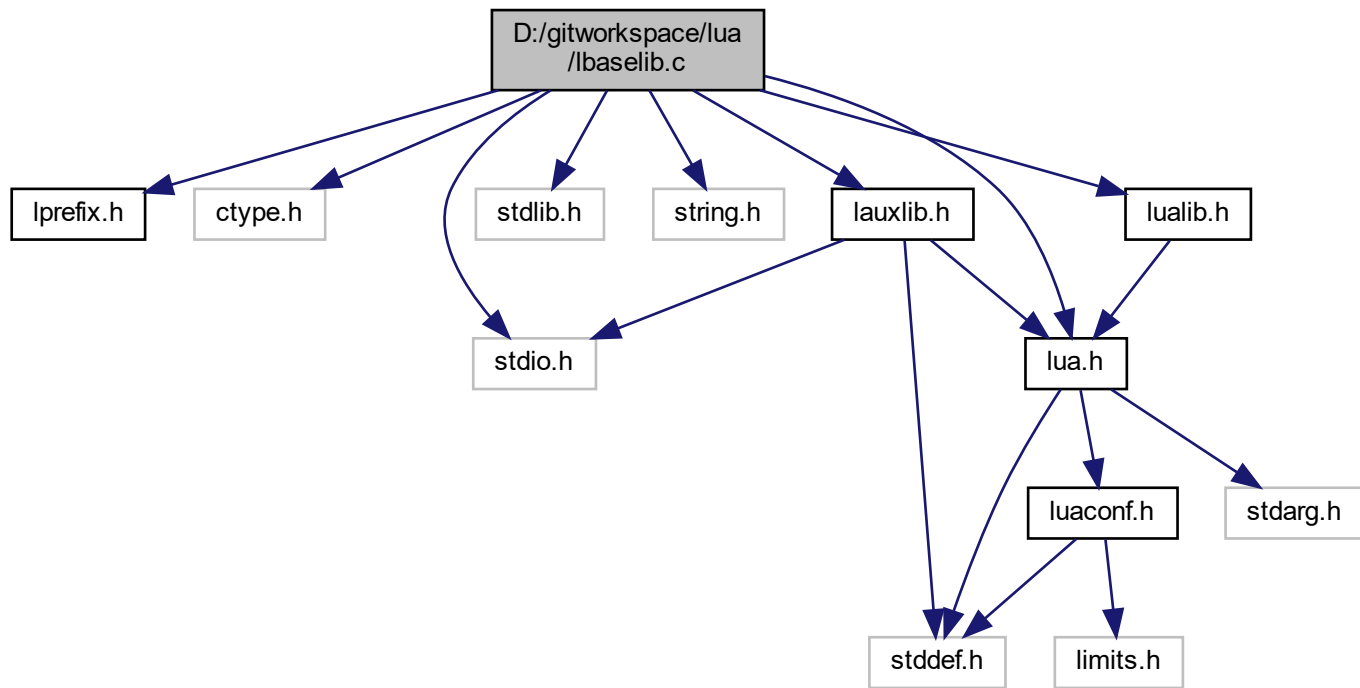 D:/gitworkspace/lua
/lbaselib.c
lprefix.h
ctype.h
stdlib.h
string.h
lauxlib.h
lualib.h
stdio.h
lua.h
luaconf.h
stdarg.h
stddef.h
limits.h